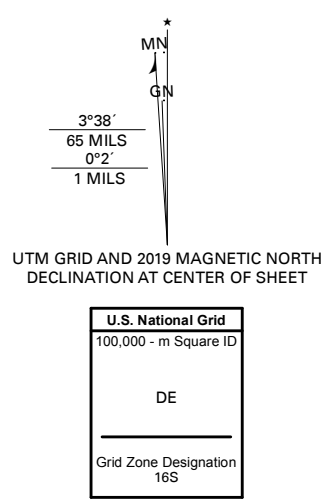 MN
GN
3°38´
65 MILS
0°2´
1 MILS
UTM GRID AND 2019 MAGNETIC NORTH
DECLINATION AT CENTER OF SHEET
U.S. National Grid
100,000 - m Square ID
DE
Grid Zone Designation
16S